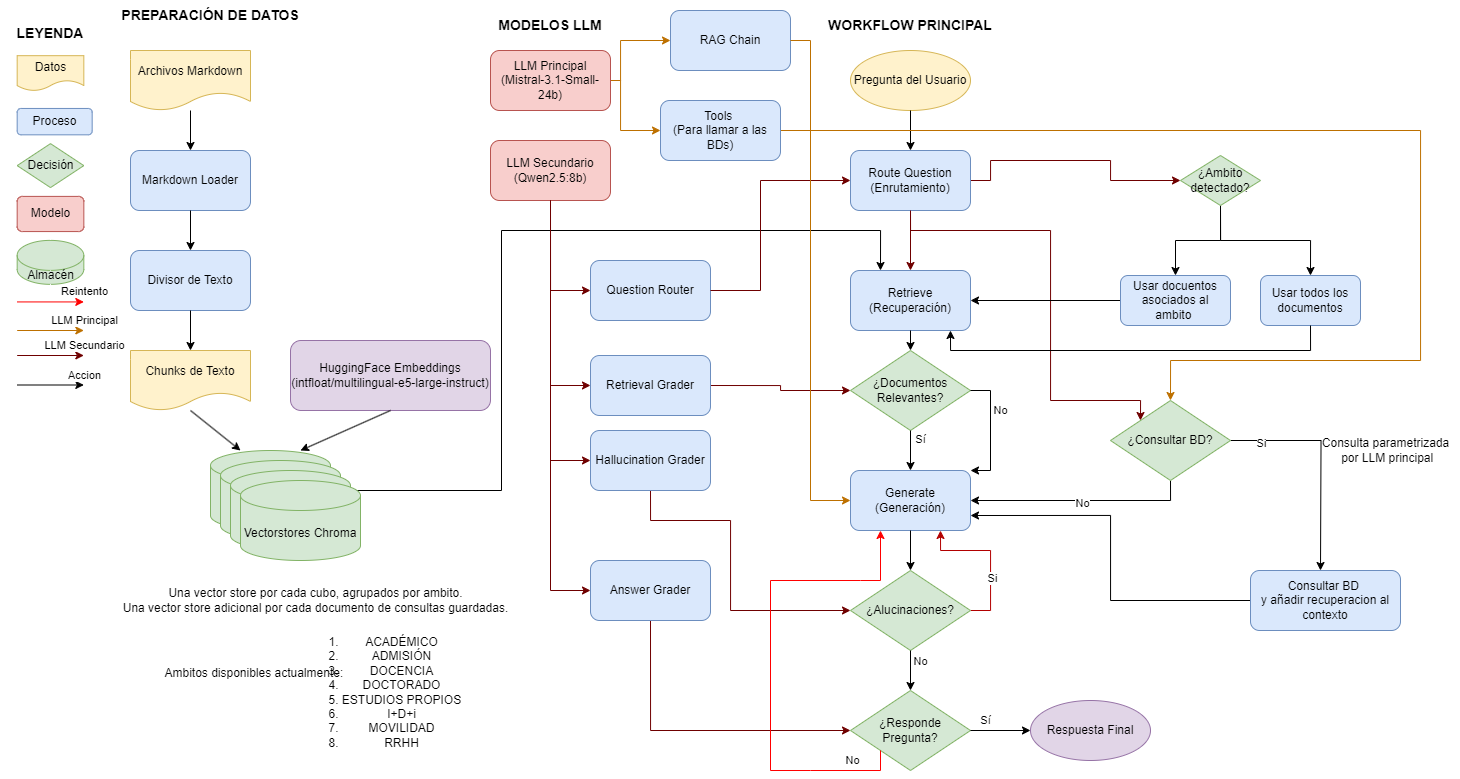 LEYENDA
Datos
Proceso
Decisión
Modelo
Almacén
Reintento
LLM Principal
LLM Secundario
Accion
PREPARACIÓN DE DATOS
Archivos Markdown
Markdown Loader
Divisor de Texto
Chunks de Texto
HuggingFace Embeddings
(intfloat/multilingual-e5-large-instruct)
Vectorstores Chroma
Una vector store por cada cubo, agrupados por ambito.
Una vector store adicional por cada documento de consultas guardadas.
Ambitos disponibles actualmente:
1. ACADÉMICO
2. ADMISIÓN
3. DOCENCIA
4. DOCTORADO
5. ESTUDIOS PROPIOS
6. I+D+i
7. MOVILIDAD
8. RRHH
MODELOS LLM
LLM Principal
(Mistral-3.1-Small-
24b)
LLM Secundario
(Qwen2.5:8b)
RAG Chain
Tools
(Para llamar a las
BDs)
Question Router
Retrieval Grader
Hallucination Grader
Answer Grader
WORKFLOW PRINCIPAL
Pregunta del Usuario
Route Question
(Enrutamiento)
¿Ambito
detectado?
Usar docuentos
asociados al
ambito
Usar todos los
documentos
Retrieve
(Recuperación)
¿Documentos
Relevantes?
No
Sí
¿Consultar BD?
Si
Consulta parametrizada
por LLM principal
No
Generate
(Generación)
Consultar BD
y añadir recuperacion al
contexto
Si
¿Alucinaciones?
No
¿Responde
Pregunta?
Sí
No
Respuesta Final